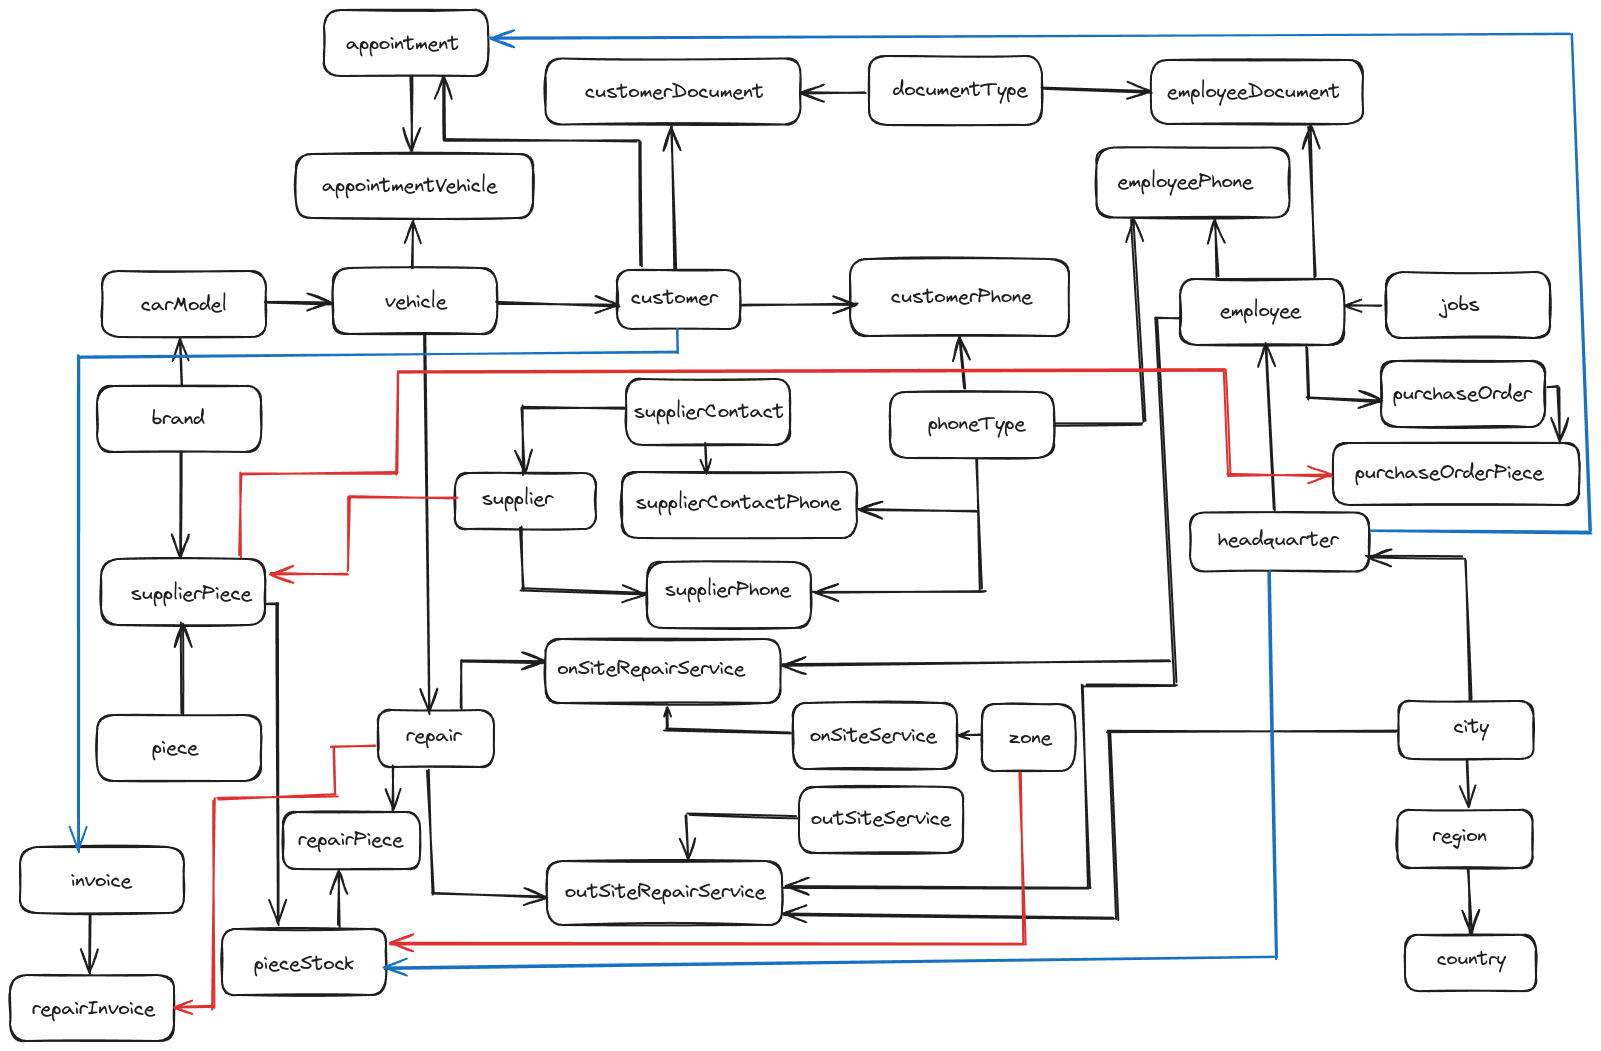 appointment
customerDocument
documentType
employeeDocument
appointmentVehicle
employeePhone
carModel
vehicle
customer
customerPhone
employee
jobs
brand
supplierContact
phoneType
purchaseOrder
supplier
supplierContactPhone
purchaseOrderPiece
headquarter
supplierPiece
supplierPhone
onSiteRepairService
piece
repair
onSiteService
zone
city
repairPiece
outSiteService
region
invoice
outSiteRepairService
pieceStock
country
repairInvoice